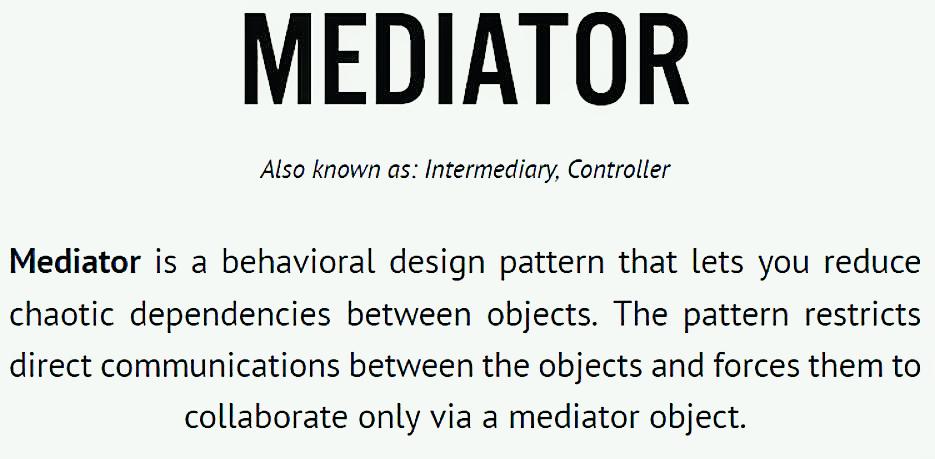 MEDIATOR
Also known as: Intermediary, Controller
Mediator is a behavioral design pattern that lets you reduce
chaotic dependencies between objects. The pattern restricts
direct communications between the objects and forces them to
collaborate only via a mediator object.